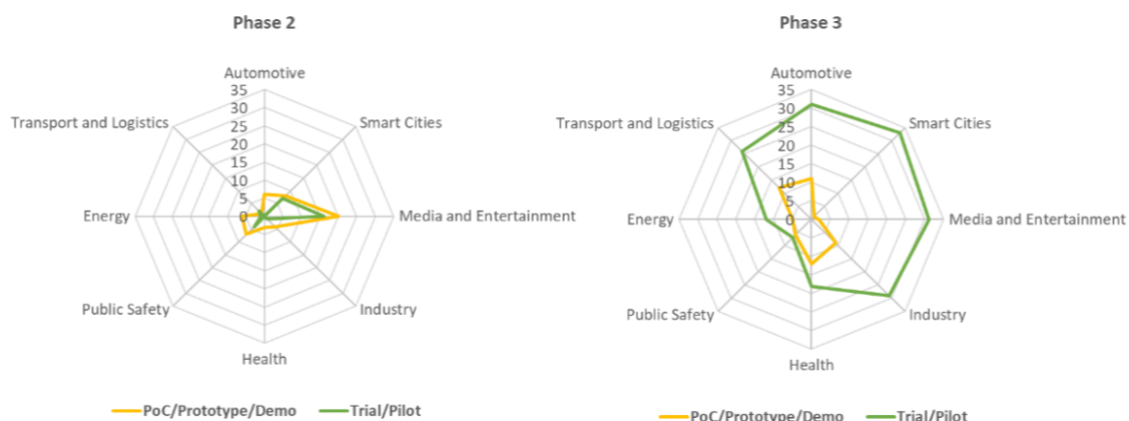 Phase 2
Automotive
35
30
25
20
15
10
5
0
Transport and Logistics
Smart Cities
Energy
Media and Entertainment
Public Safety
Industry
Health
PoC/Prototype/Demo
Trial/Pilot
Phase 3
Automotive
35
30
25
20
15
10
5
0
Transport and Logistics
Smart Cities
Energy
Media and Entertainment
Public Safety
Industry
Health
PoC/Prototype/Demo
Trial/Pilot